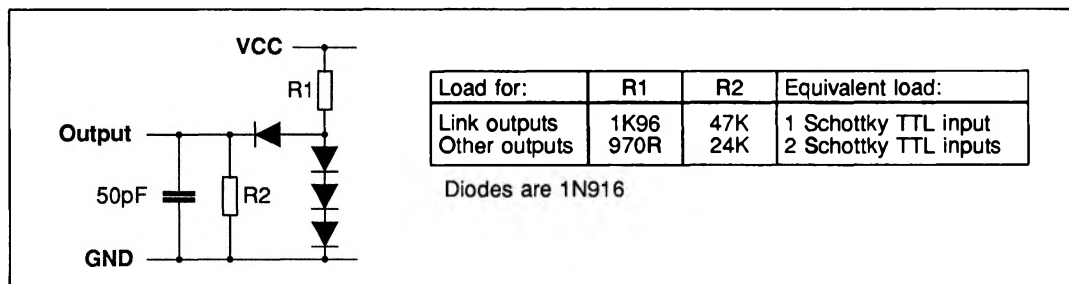 VCC
R1
Output
50pF
R2
GND
Load for: R1 R2 Equivalent load:
Link outputs 1K96 47K 1 Schottky TTL input
Other outputs 970R 24K 2 Schottky TTL inputs
Diodes are 1N916